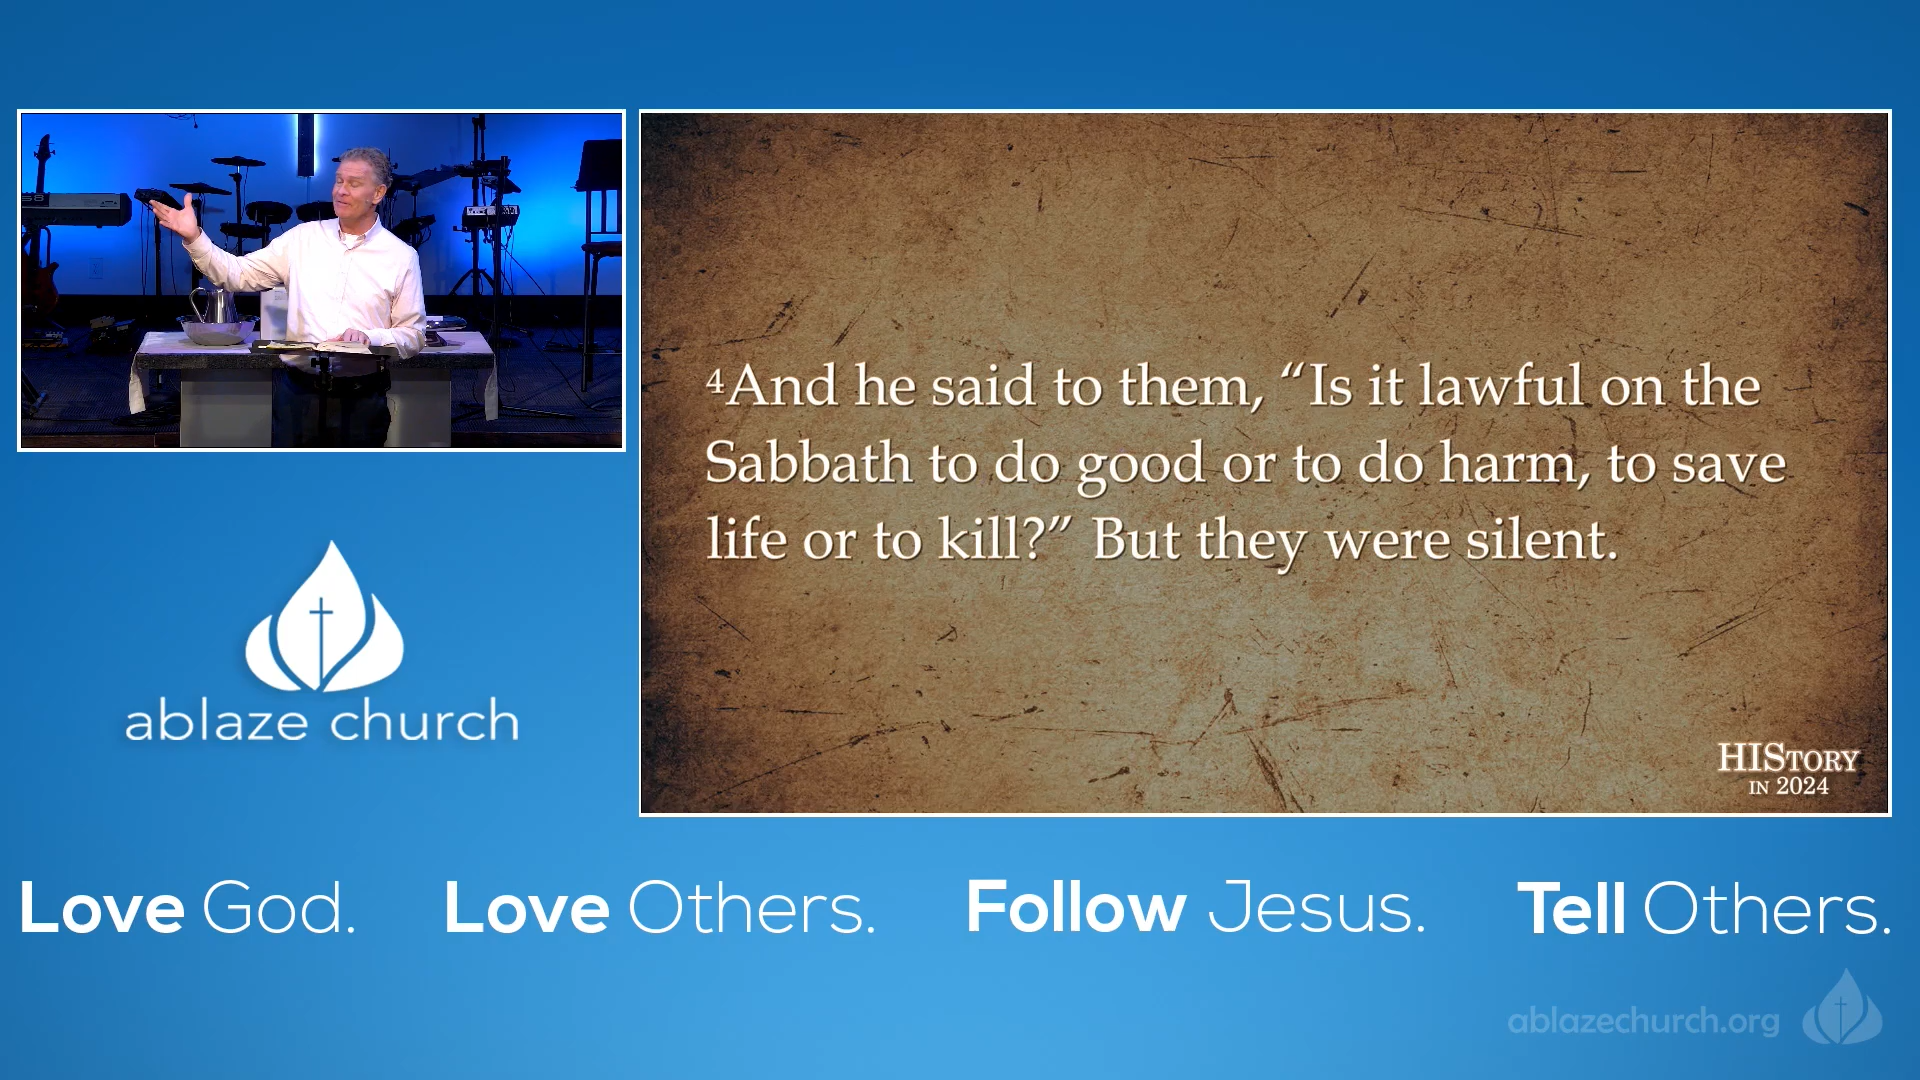 ⁴And he said to them, “Is it lawful on the
Sabbath to do good or to do harm, to save
life or to kill?” But they were silent.
HISTORY
IN 2024
ablaze church
Love God. Love Others. Follow Jesus. Tell Others.
ablazechurch.org